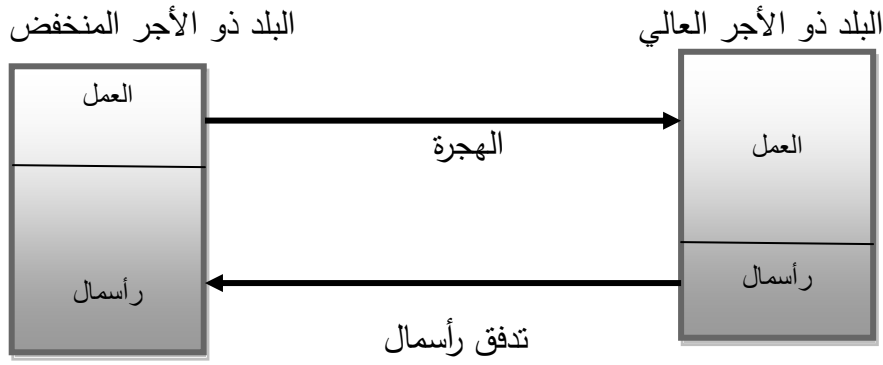 البلد ذو الأجر العالي
البلد ذو الأجر المنخفض
العمل
العمل
الهجرة
رأسمال
رأسمال
تدفق رأسمال